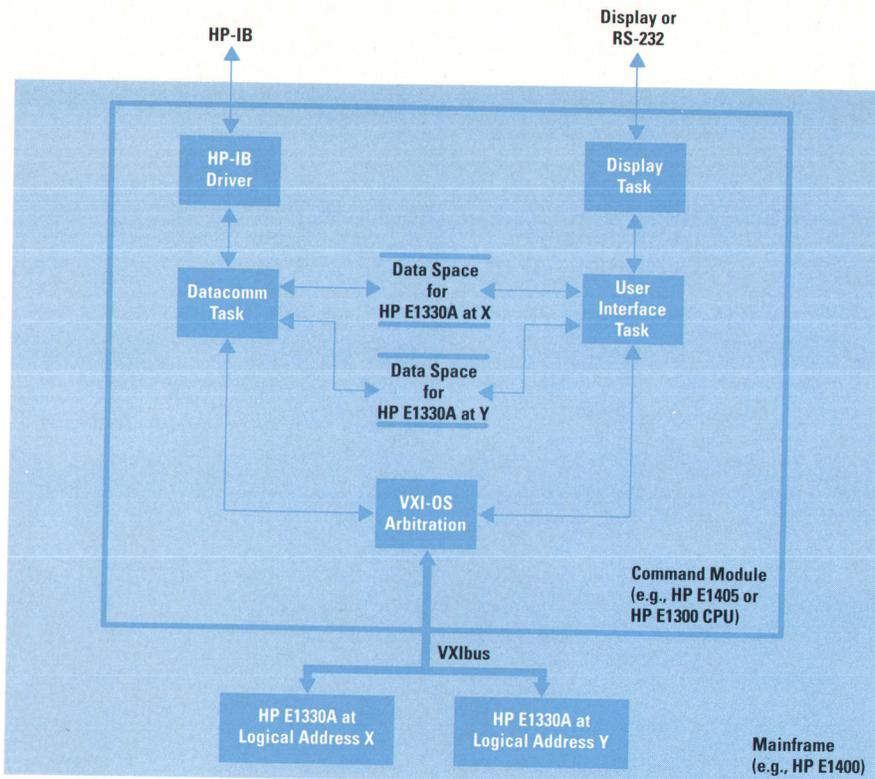 HP-IB
Display or
RS-232
HP-IB
Driver
Display
Task
Datacomm
Task
Data Space
for
HP E1330A at X
User
Interface
Task
Data Space
for
HP E1330A at Y
VXI-OS
Arbitration
Command Module
(e.g., HP E1405 or
HP E1300 CPU)
VXIbus
HP E1330A at
Logical Address X
HP E1330A at
Logical Address Y
Mainframe
(e.g., HP E1400)